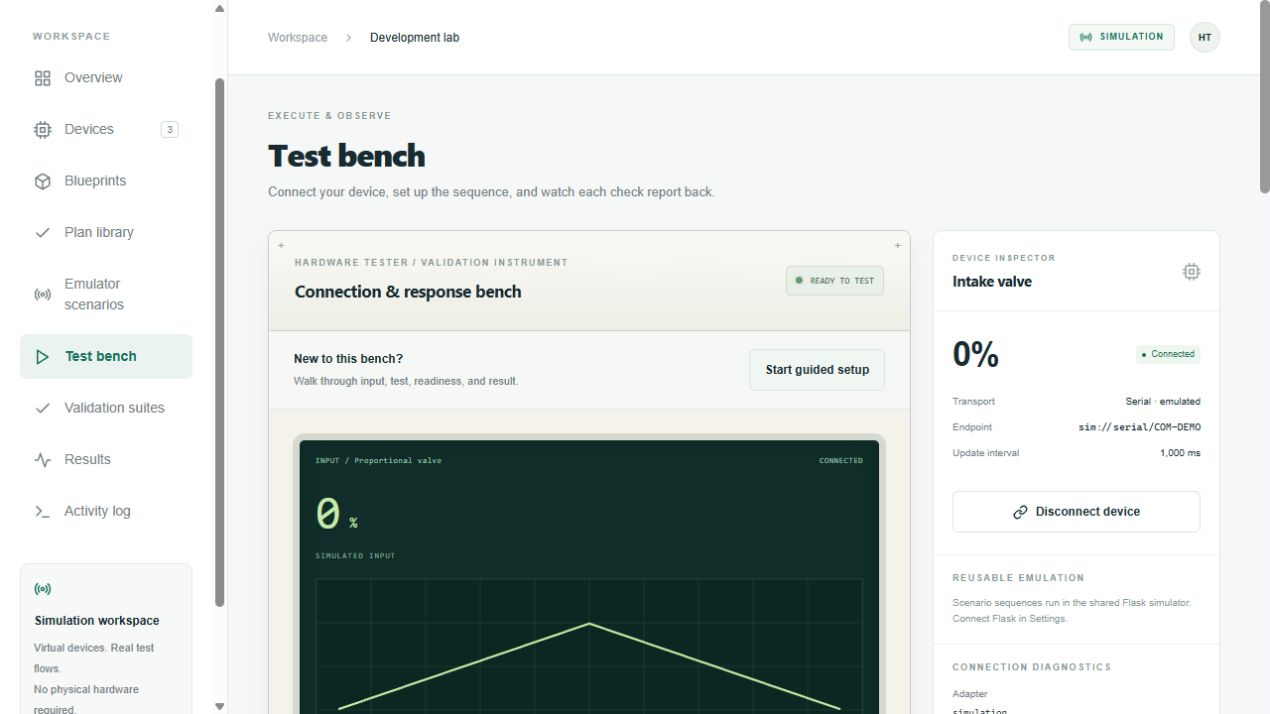 WORKSPACE
Overview
Devices
3
Blueprints
Plan library
Emulator
scenarios
Test bench
Validation suites
Results
Activity log
Simulation workspace
Virtual devices. Real test
flows.
No physical hardware
required.
Workspace
Development lab
SIMULATION
HT
EXECUTE & OBSERVE
Test bench
Connect your device, set up the sequence, and watch each check report back.
HARDWARE TESTER / VALIDATION INSTRUMENT
Connection & response bench
READY TO TEST
New to this bench?
Walk through input, test, readiness, and result.
Start guided setup
INPUT / Proportional valve
CONNECTED
0 %
SIMULATED INPUT
DEVICE INSPECTOR
Intake valve
0%
Connected
Transport
Serial · emulated
Endpoint
sim://serial/COM-DEMO
Update interval
1,000 ms
Disconnect device
REUSABLE EMULATION
Scenario sequences run in the shared Flask simulator.
Connect Flask in Settings.
CONNECTION DIAGNOSTICS
Adapter
simulation